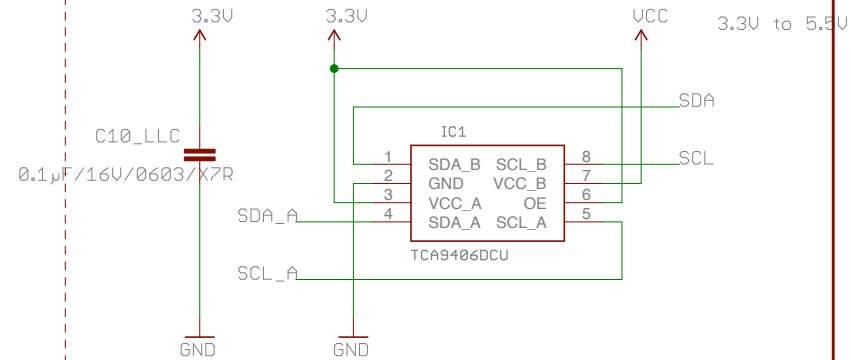 3.3V
3.3V
VCC
3.3V to 5.5V
SDA
C10_LLC
IC1
0.1µF/16V/0603/X7R
1 SDA_B SCL_B 8
SCL
2 GND VCC_B 7
3 VCC_A OE 6
SDA_A
4 SDA_A SCL_A 5
TCA9406DCU
SCL_A
GND
GND